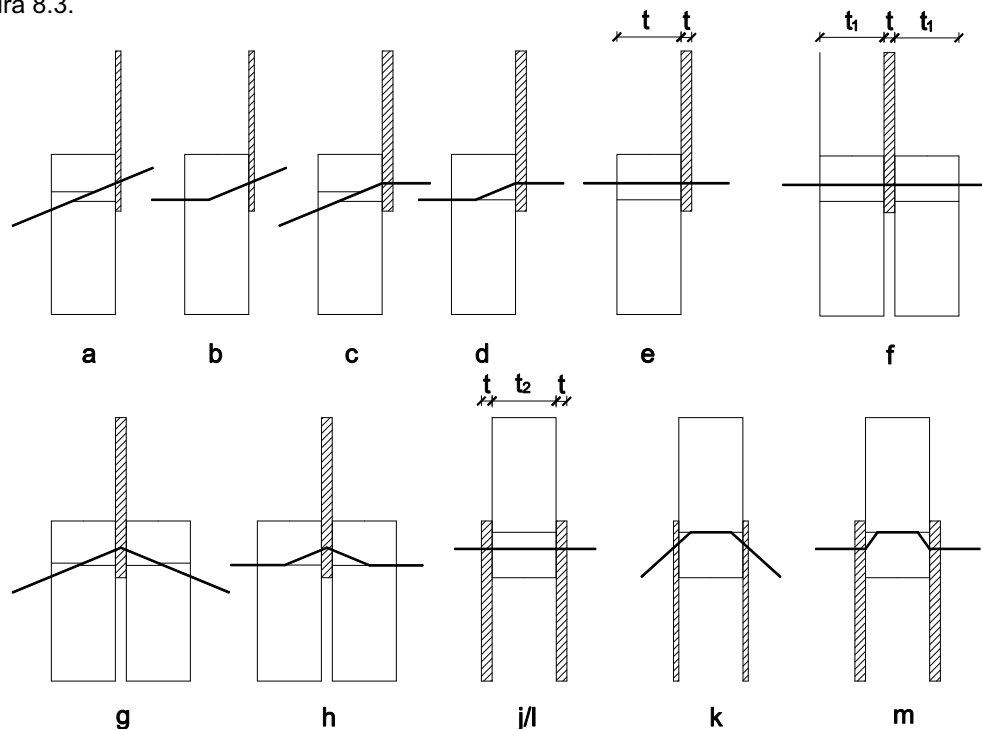 ura 8.3.
t t t₁ t t₁
a b c d e f
t t₂ t
g h j/l k m